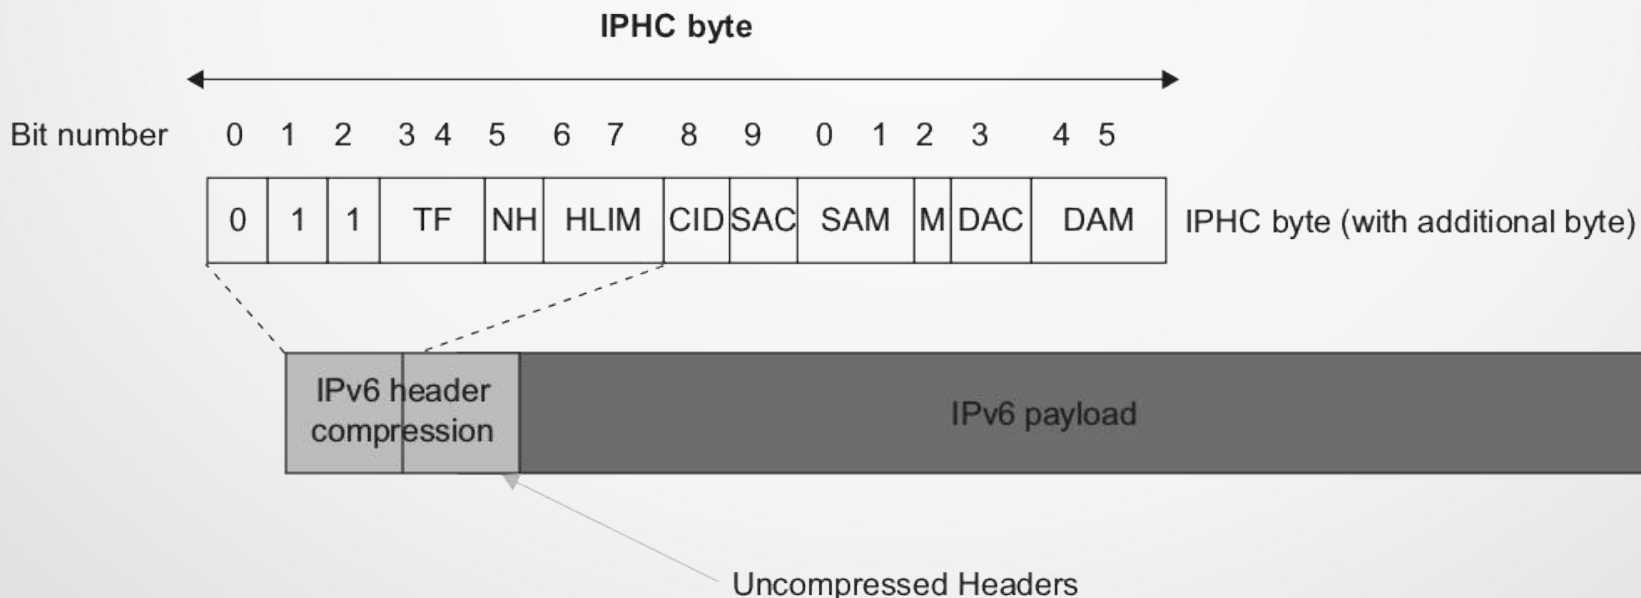 IPHC byte
Bit number 0 1 2 3 4 5 6 7 8 9 0 1 2 3 4 5
0 1 1 TF NH HLIM CID SAC SAM M DAC DAM IPHC byte (with additional byte)
IPv6 header
compression
IPv6 payload
Uncompressed Headers